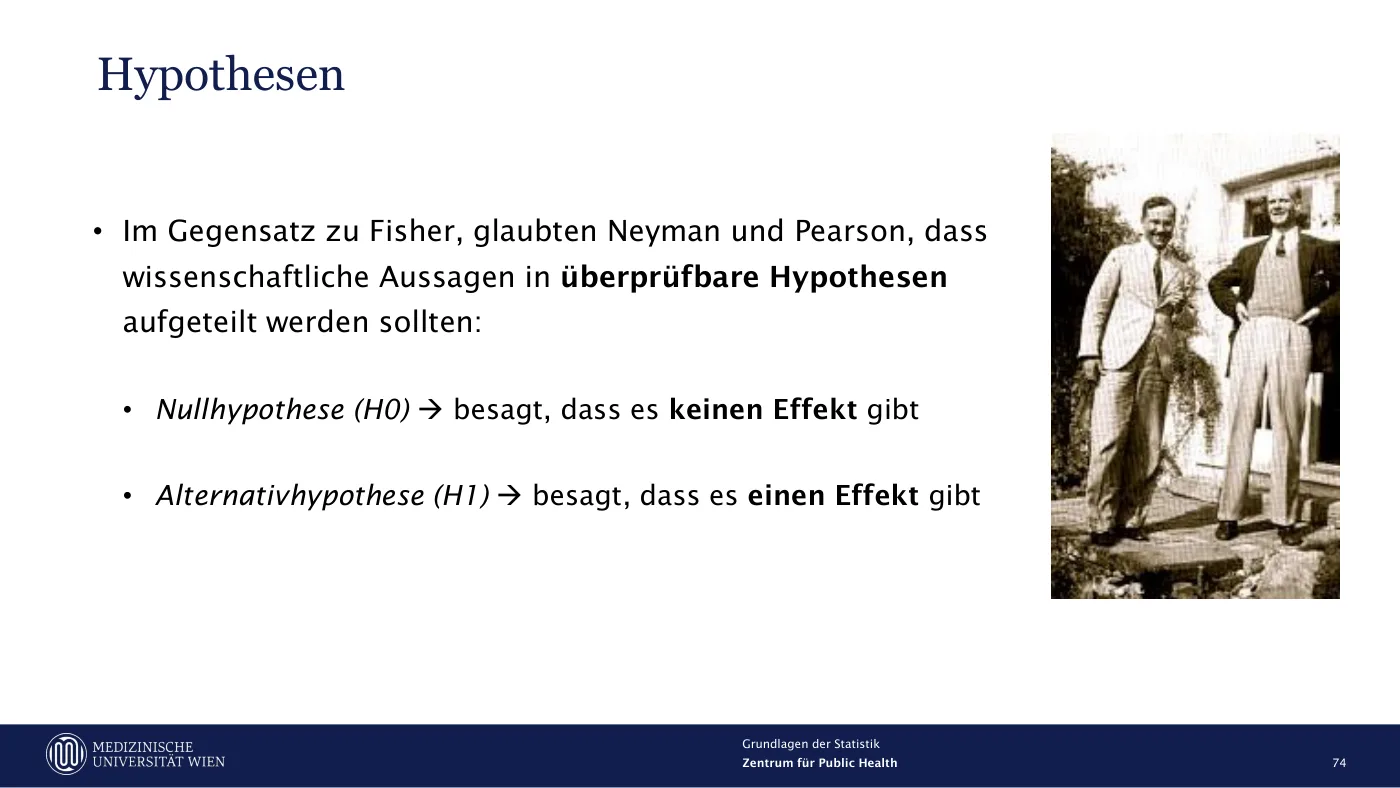 Hypothesen
• Im Gegensatz zu Fisher, glaubten Neyman und Pearson, dass
wissenschaftliche Aussagen in überprüfbare Hypothesen
aufgeteilt werden sollten:
• Nullhypothese (H0) → besagt, dass es keinen Effekt gibt
• Alternativhypothese (H1) → besagt, dass es einen Effekt gibt
MEDIZINISCHE
UNIVERSITÄT WIEN
Grundlagen der Statistik
Zentrum für Public Health
74